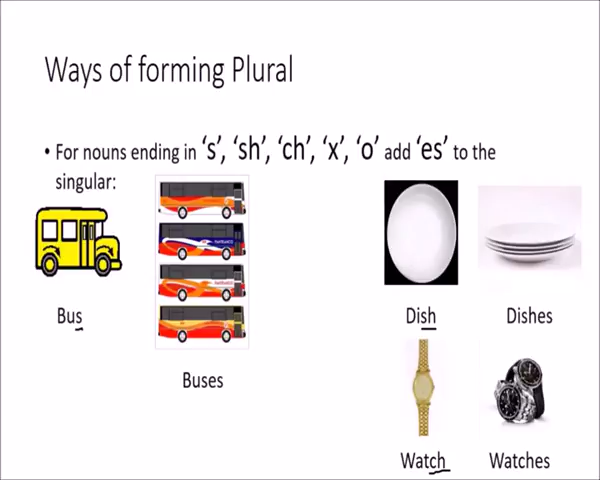 Ways of forming Plural
• For nouns ending in ‘s’, ‘sh’, ‘ch’, ‘x’, ‘o’ add ‘es’ to the
singular:
Bus
Buses
Dish
Dishes
Watch
Watches